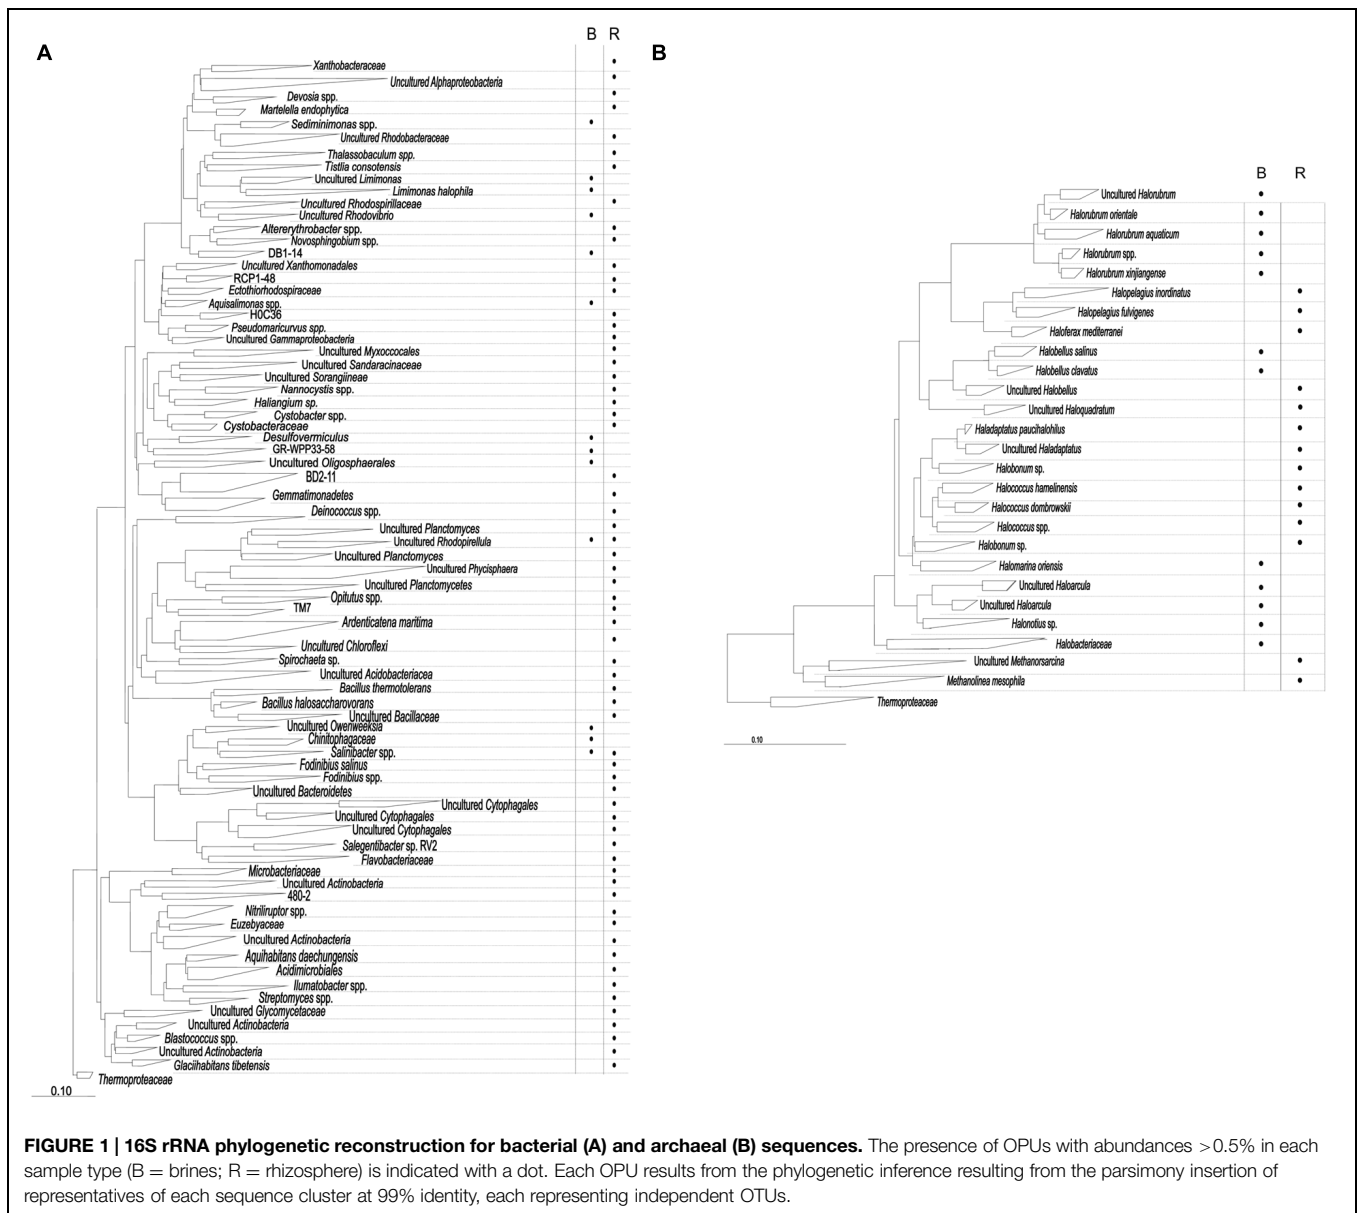 A
B R
Xanthobacteraceae
Uncultured Alphaproteobacteria
Devosia spp.
Martelella endophytica
Sediminimonas spp.
Uncultured Rhodobacteraceae
Thalassobaculum spp.
Tistlia consotensis
Uncultured Limimonas
Limimonas halophila
Uncultured Rhodospirillaceae
Uncultured Rhodovibrio
Altererythrobacter spp.
Novosphingobium spp.
DB1-14
Uncultured Xanthomonadales
RCP1-48
Ectothiorhodospiraceae
Aquisalimonas spp.
H0C36
Pseudomaricurvus spp.
Uncultured Gammaproteobacteria
Uncultured Myxoccocales
Uncultured Sandaracinaceae
Uncultured Sorangiineae
Nannocystis spp.
Haliangium sp.
Cystobacter spp.
Cystobacteraceae
Desulfovermiculus
GR-WPP33-58
Uncultured Oligosphaerales
BD2-11
Gemmatimonadetes
Deinococcus spp.
Uncultured Planctomyces
Uncultured Rhodopirellula
Uncultured Planctomyces
Uncultured Phycisphaera
Uncultured Planctomycetes
Opitutus spp.
TM7
Ardenticatena maritima
Uncultured Chloroflexi
Spirochaeta sp.
Uncultured Acidobacteriacea
Bacillus thermotolerans
Bacillus halosaccharovorans
Uncultured Bacillaceae
Uncultured Owenweeksia
Chinitophagaceae
Salinibacter spp.
Fodinibius salinus
Fodinibius spp.
Uncultured Bacteroidetes
Uncultured Cytophagales
Uncultured Cytophagales
Uncultured Cytophagales
Salegentibacter sp. RV2
Flavobacteriaceae
Microbacteriaceae
Uncultured Actinobacteria
480-2
Nitriliruptor spp.
Euzebyaceae
Uncultured Actinobacteria
Aquihabitans daechungensis
Acidimicrobiales
Ilumatobacter spp.
Streptomyces spp.
Uncultured Glycomycetaceae
Uncultured Actinobacteria
Blastococcus spp.
Uncultured Actinobacteria
Glaciihabitans tibetensis
Thermoproteaceae
0.10
B
B R
Uncultured Halorubrum
Halorubrum orientale
Halorubrum aquaticum
Halorubrum spp.
Halorubrum xinjiangense
Halopelagius inordinatus
Halopelagius fulvigenes
Haloferax mediterranei
Halobellus salinus
Halobellus clavatus
Uncultured Halobellus
Uncultured Haloquadratum
Haladaptatus paucihalohilus
Uncultured Haladaptatus
Halobonum sp.
Halococcus hamelinensis
Halococcus dombrowskii
Halococcus spp.
Halobonum sp.
Halomarina oriensis
Uncultured Haloarcula
Uncultured Haloarcula
Halonotius sp.
Halobacteriaceae
Uncultured Methanorsarcina
Methanolinea mesophila
Thermoproteaceae
0.10
FIGURE 1 | 16S rRNA phylogenetic reconstruction for bacterial (A) and archaeal (B) sequences. The presence of OPUs with abundances >0.5% in each
sample type (B = brines; R = rhizosphere) is indicated with a dot. Each OPU results from the phylogenetic inference resulting from the parsimony insertion of
representatives of each sequence cluster at 99% identity, each representing independent OTUs.